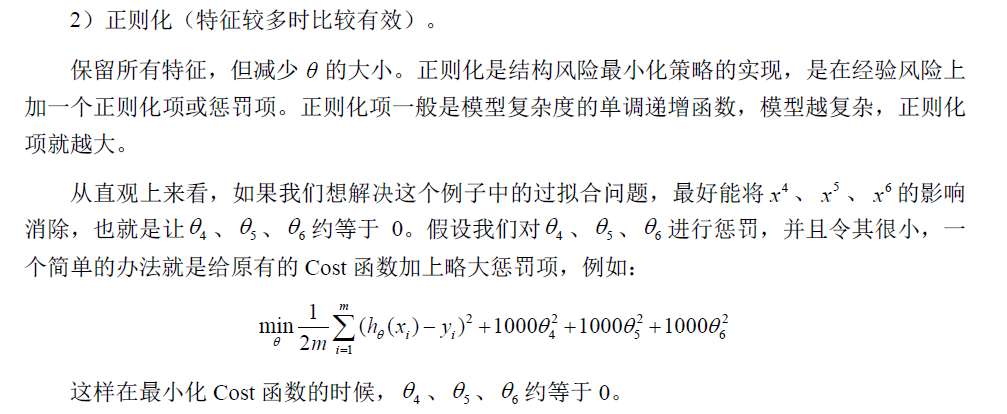 2）正则化（特征较多时比较有效）。
保留所有特征，但减少 θ 的大小。正则化是结构风险最小化策略的实现，是在经验风险上
加一个正则化项或惩罚项。正则化项一般是模型复杂度的单调递增函数，模型越复杂，正则化
项就越大。
从直观上来看，如果我们想解决这个例子中的过拟合问题，最好能将 x⁴ 、 x⁵ 、 x⁶ 的影响
消除，也就是让 θ₄ 、 θ₅ 、 θ₆ 约等于 0。假设我们对 θ₄ 、 θ₅ 、 θ₆ 进行惩罚，并且令其很小，一
个简单的办法就是给原有的 Cost 函数加上略大惩罚项，例如：
min_θ \frac{1}{2m} \sum_{i=1}^{m} (h_θ(x_i) − y_i)² + 1000θ₄² + 1000θ₅² + 1000θ₆²
这样在最小化 Cost 函数的时候， θ₄ 、 θ₅ 、 θ₆ 约等于 0。